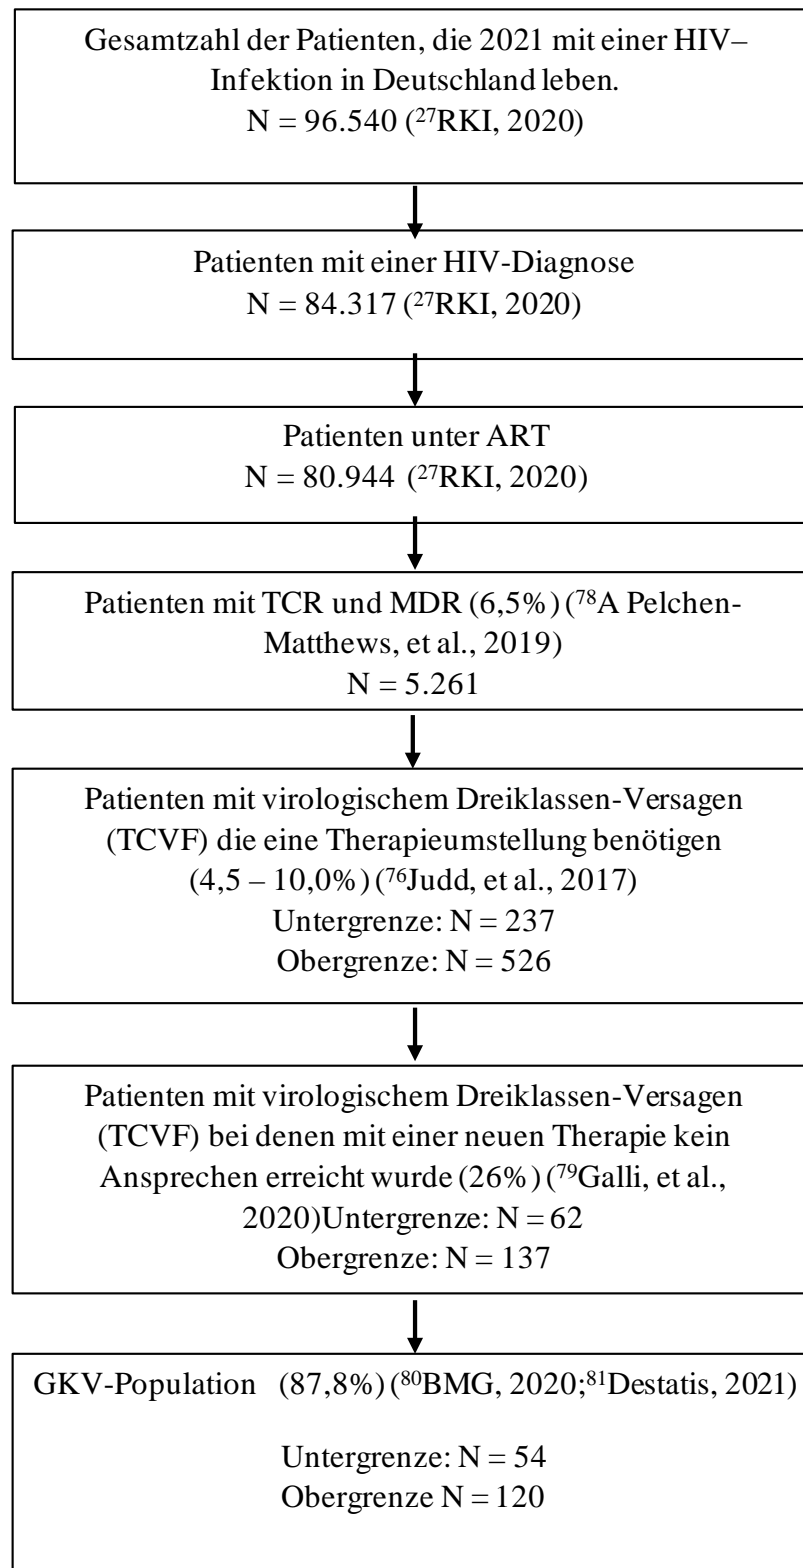 Gesamtzahl der Patienten, die 2021 mit einer HIV–
Infektion in Deutschland leben.
N = 96.540 (²⁷RKI, 2020)
Patienten mit einer HIV-Diagnose
N = 84.317 (²⁷RKI, 2020)
Patienten unter ART
N = 80.944 (²⁷RKI, 2020)
Patienten mit TCR und MDR (6,5%) (⁷⁸A Pelchen-
Matthews, et al., 2019)
N = 5.261
Patienten mit virologischem Dreiklassen-Versagen
(TCVF) die eine Therapieumstellung benötigen
(4,5 – 10,0%) (⁷⁶Judd, et al., 2017)
Untergrenze: N = 237
Obergrenze: N = 526
Patienten mit virologischem Dreiklassen-Versagen
(TCVF) bei denen mit einer neuen Therapie kein
Ansprechen erreicht wurde (26%) (⁷⁹Galli, et al.,
2020)Untergrenze: N = 62
Obergrenze: N = 137
GKV-Population (87,8%) (⁸⁰BMG, 2020;⁸¹Destatis, 2021)
Untergrenze: N = 54
Obergrenze N = 120